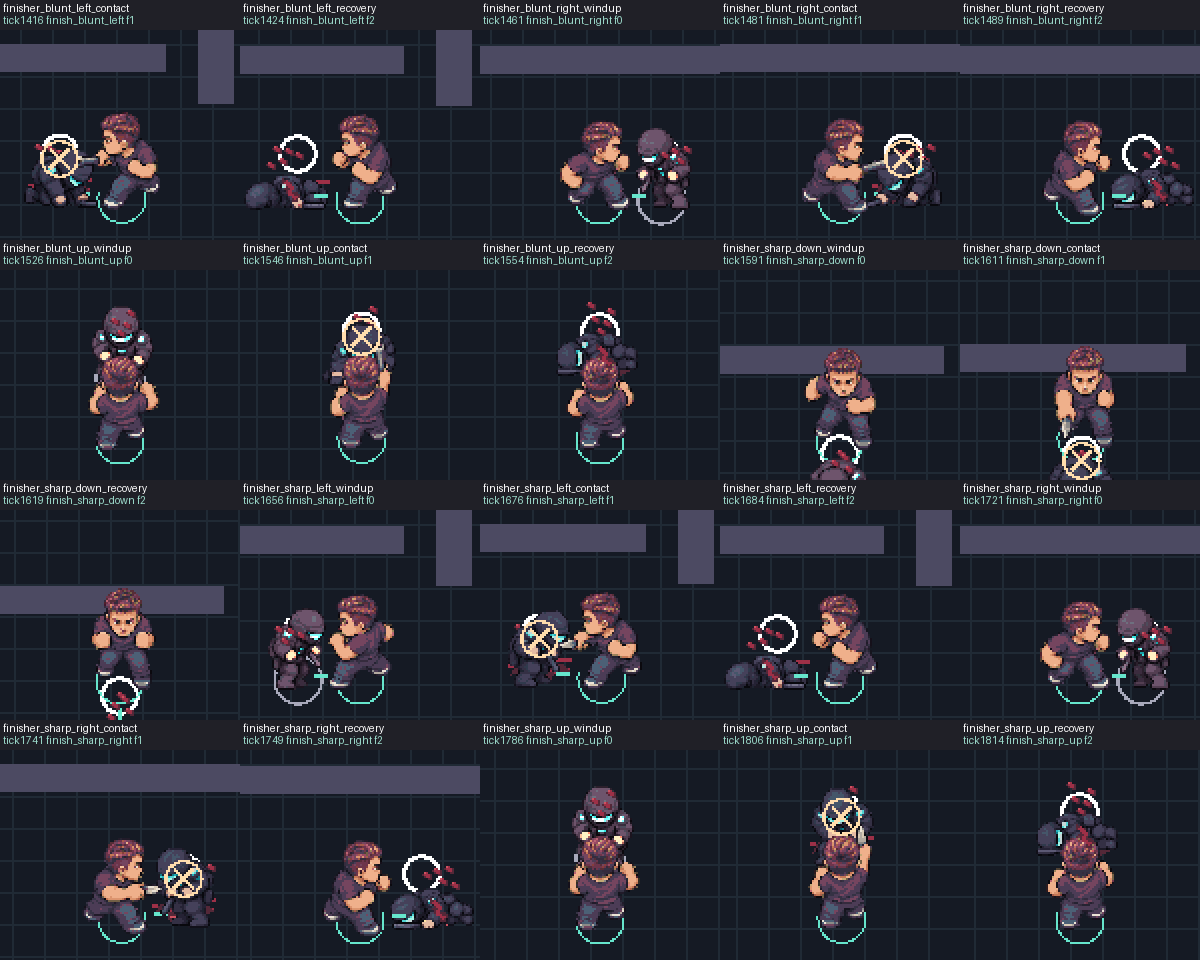 finisher_blunt_left_contact
tick1416 finish_blunt_left f1
finisher_blunt_left_recovery
tick1424 finish_blunt_left f2
finisher_blunt_right_windup
tick1461 finish_blunt_right f0
finisher_blunt_right_contact
tick1481 finish_blunt_right f1
finisher_blunt_right_recovery
tick1489 finish_blunt_right f2
finisher_blunt_up_windup
tick1526 finish_blunt_up f0
finisher_blunt_up_contact
tick1546 finish_blunt_up f1
finisher_blunt_up_recovery
tick1554 finish_blunt_up f2
finisher_sharp_down_windup
tick1591 finish_sharp_down f0
finisher_sharp_down_contact
tick1611 finish_sharp_down f1
finisher_sharp_down_recovery
tick1619 finish_sharp_down f2
finisher_sharp_left_windup
tick1656 finish_sharp_left f0
finisher_sharp_left_contact
tick1676 finish_sharp_left f1
finisher_sharp_left_recovery
tick1684 finish_sharp_left f2
finisher_sharp_right_windup
tick1721 finish_sharp_right f0
finisher_sharp_right_contact
tick1741 finish_sharp_right f1
finisher_sharp_right_recovery
tick1749 finish_sharp_right f2
finisher_sharp_up_windup
tick1786 finish_sharp_up f0
finisher_sharp_up_contact
tick1806 finish_sharp_up f1
finisher_sharp_up_recovery
tick1814 finish_sharp_up f2